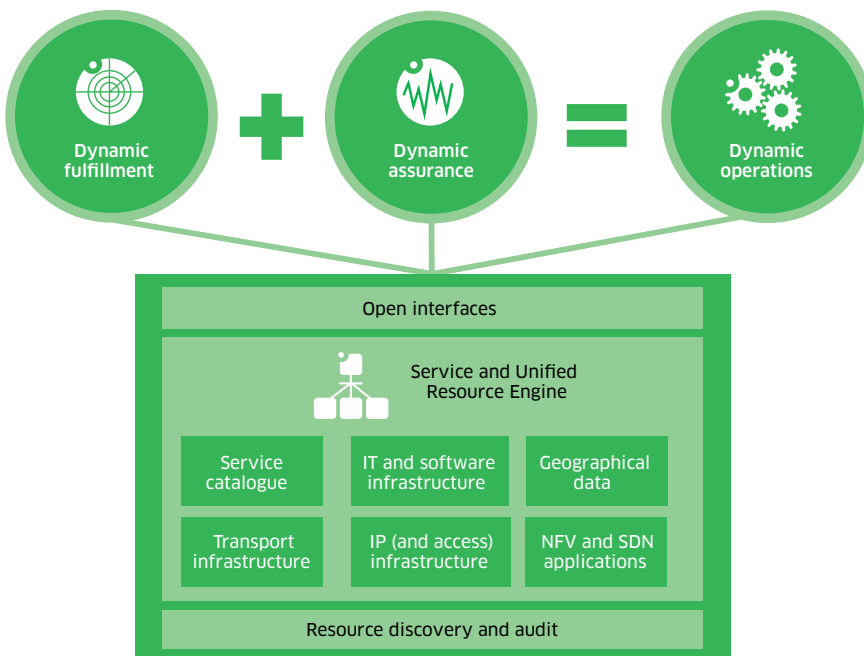 Dynamic
fulfillment
Dynamic
assurance
Dynamic
operations
Open interfaces
Service and Unified
Resource Engine
Service
catalogue
IT and software
infrastructure
Geographical
data
Transport
infrastructure
IP (and access)
infrastructure
NFV and SDN
applications
Resource discovery and audit